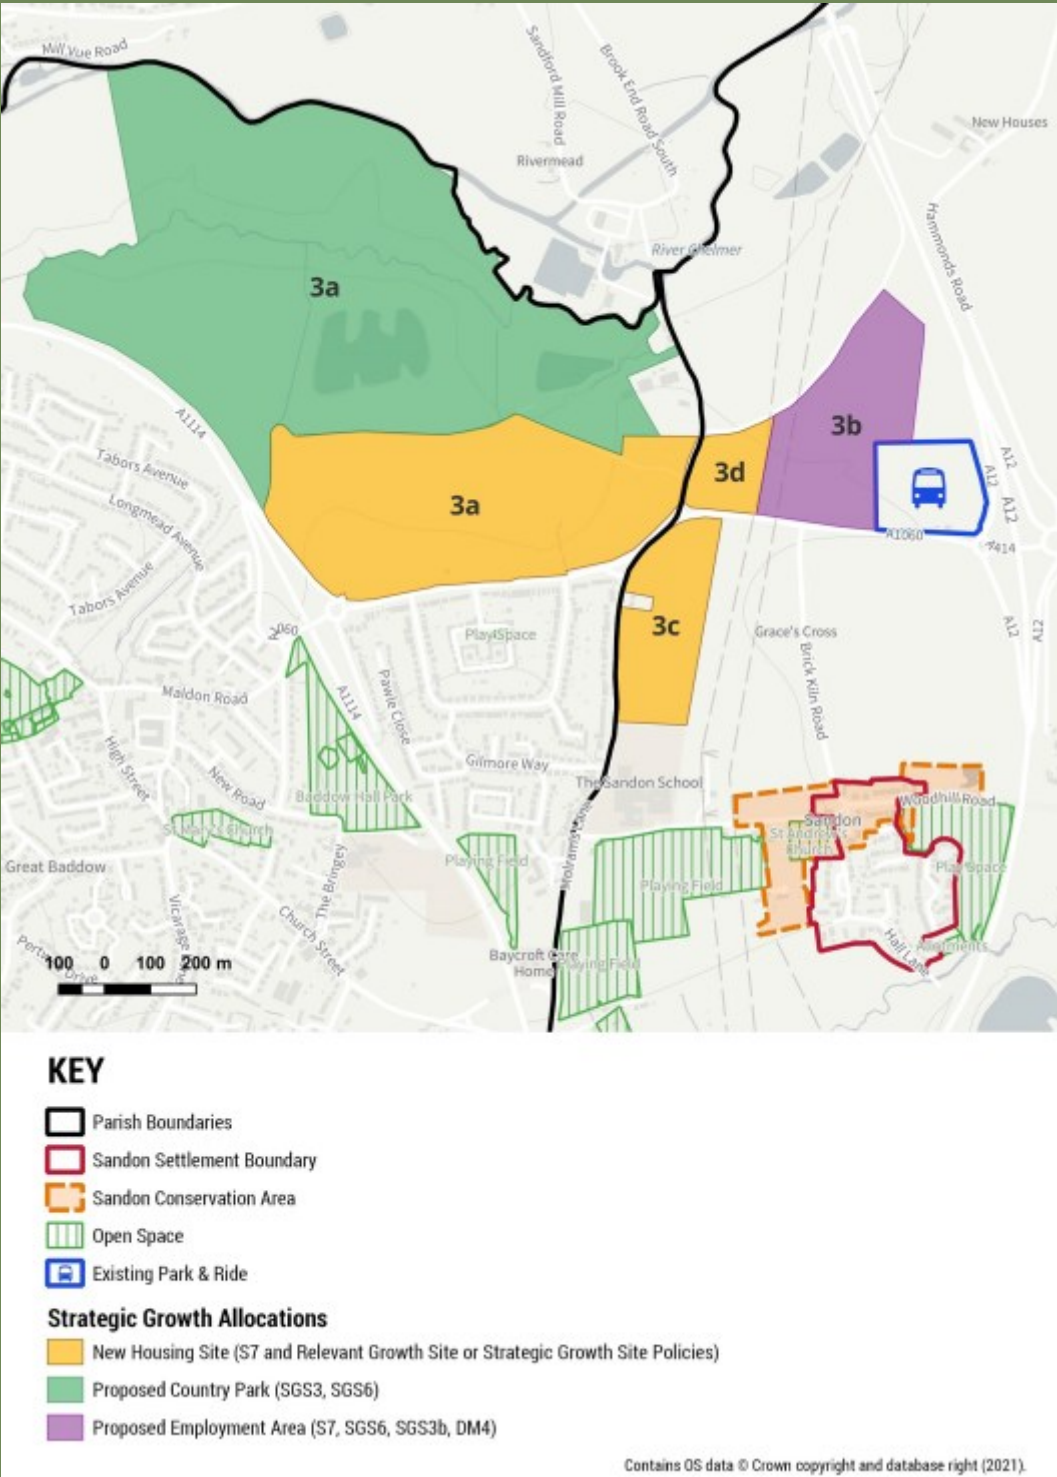 Mill Vue Road
Sandford Mill Road
Brook End Road South
New Houses
Rivermead
Hammonds Road
River Chelmer
3a
A1114
3b
Tabors Avenue
3d
A12
A12
3a
A12
Longmead Avenue
A1060
A414
Tabors Avenue
3c
A12
A12
Play Space
Grace's Cross
Maldon Road
A1114
Pawle Close
Brick Kiln Road
High Street
Gilmore Way
New Road
The Sandon School
Baddow Hall Park
Woodhill Road
Sandon
St Mary's Church
St Andrew's
Church
Molrams Lane
Great Baddow
The Bringey
Playing Field
Play Space
Playing Field
Vicarage
Church Street
Hall Lane
Allotments
Baycroft Care
Home
Playing Field
Drive
100 0 100 200 m
KEY
Parish Boundaries
Sandon Settlement Boundary
Sandon Conservation Area
Open Space
Existing Park & Ride
Strategic Growth Allocations
New Housing Site (S7 and Relevant Growth Site or Strategic Growth Site Policies)
Proposed Country Park (SGS3, SGS6)
Proposed Employment Area (S7, SGS6, SGS3b, DM4)
Contains OS data © Crown copyright and database right (2021).